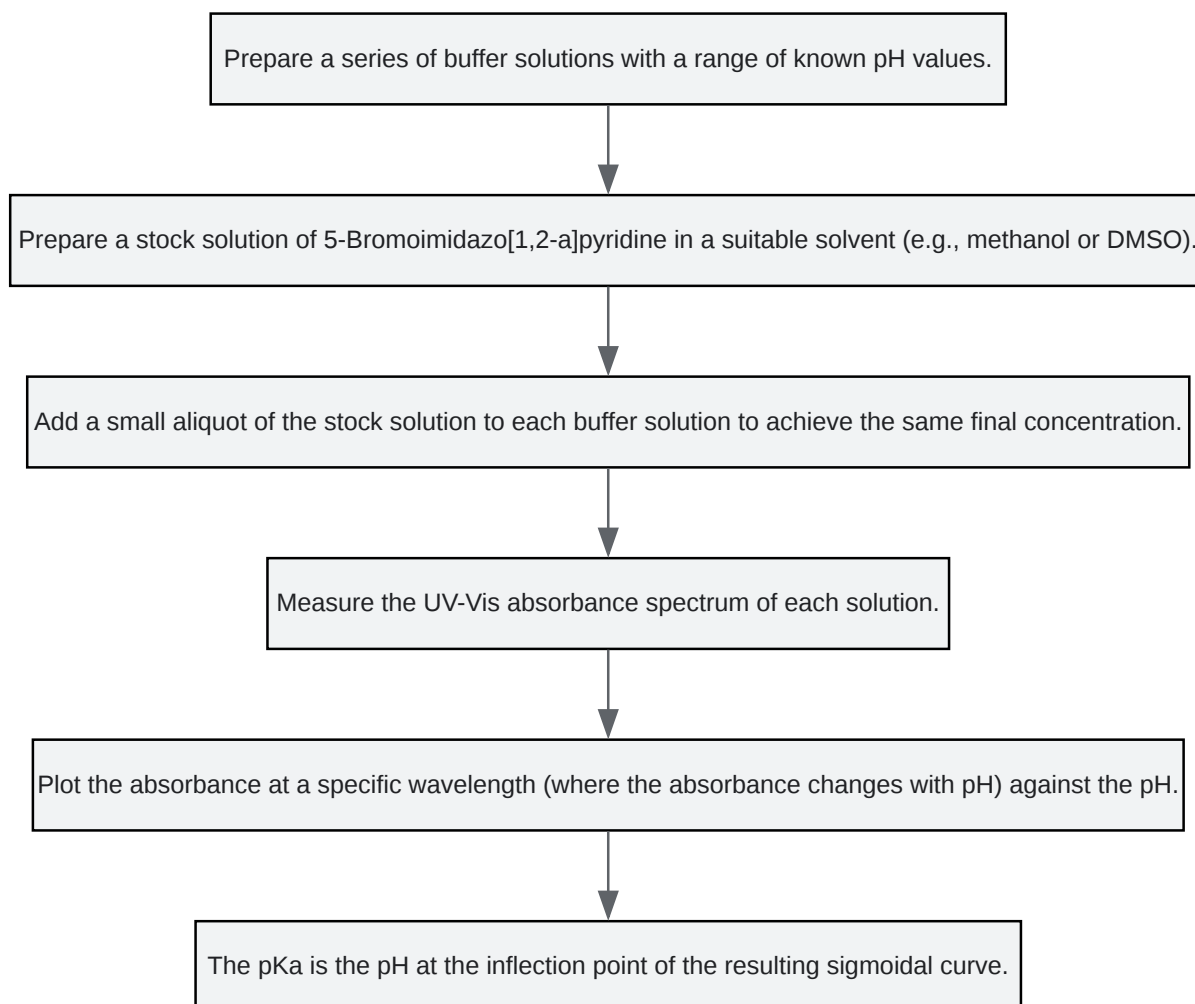 Prepare a series of buffer solutions with a range of known pH values.
Prepare a stock solution of 5-Bromoimidazo[1,2-a]pyridine in a suitable solvent (e.g., methanol or DMSO).
Add a small aliquot of the stock solution to each buffer solution to achieve the same final concentration.
Measure the UV-Vis absorbance spectrum of each solution.
Plot the absorbance at a specific wavelength (where the absorbance changes with pH) against the pH.
The pKa is the pH at the inflection point of the resulting sigmoidal curve.